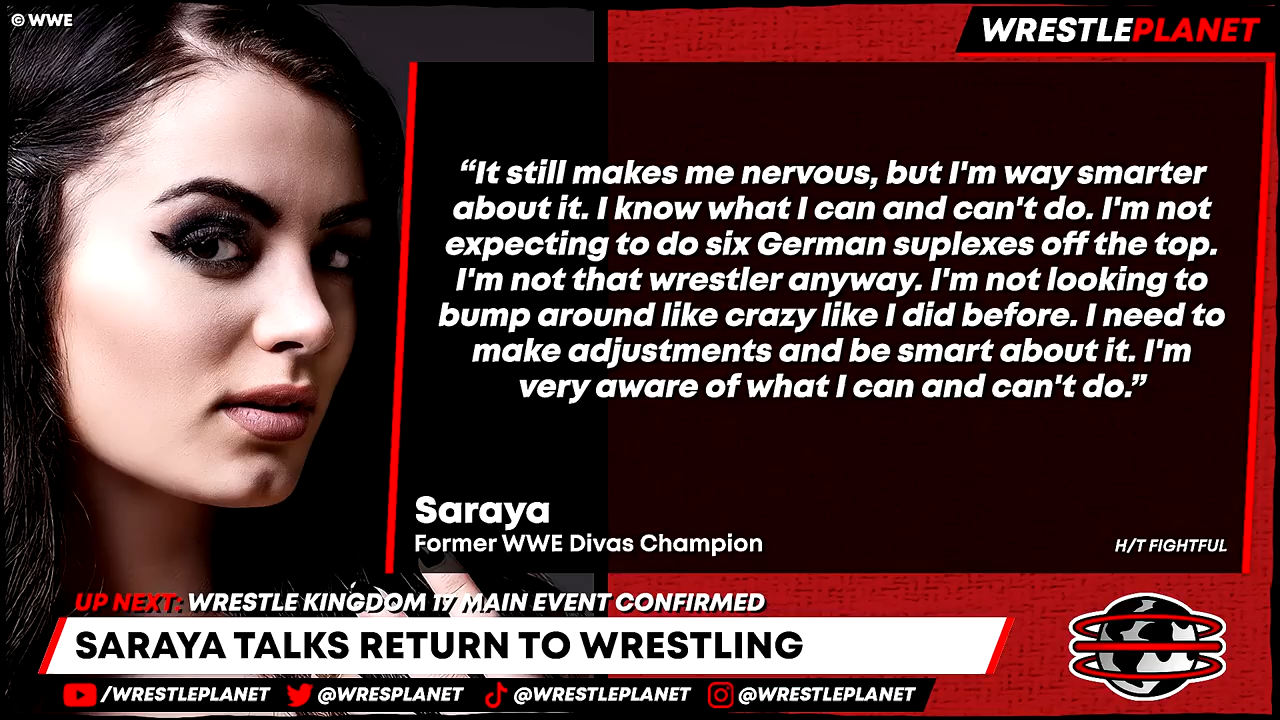 © WWE
WRESTLEPLANET
“It still makes me nervous, but I'm way smarter
about it. I know what I can and can't do. I'm not
expecting to do six German suplexes off the top.
I'm not that wrestler anyway. I'm not looking to
bump around like crazy like I did before. I need to
make adjustments and be smart about it. I'm
very aware of what I can and can't do.”
Saraya
Former WWE Divas Champion
H/T FIGHTFUL
UP NEXT: WRESTLE KINGDOM 17 MAIN EVENT CONFIRMED
SARAYA TALKS RETURN TO WRESTLING
/WRESTLEPLANET @WRESPLANET @WRESTLEPLANET @WRESTLEPLANET